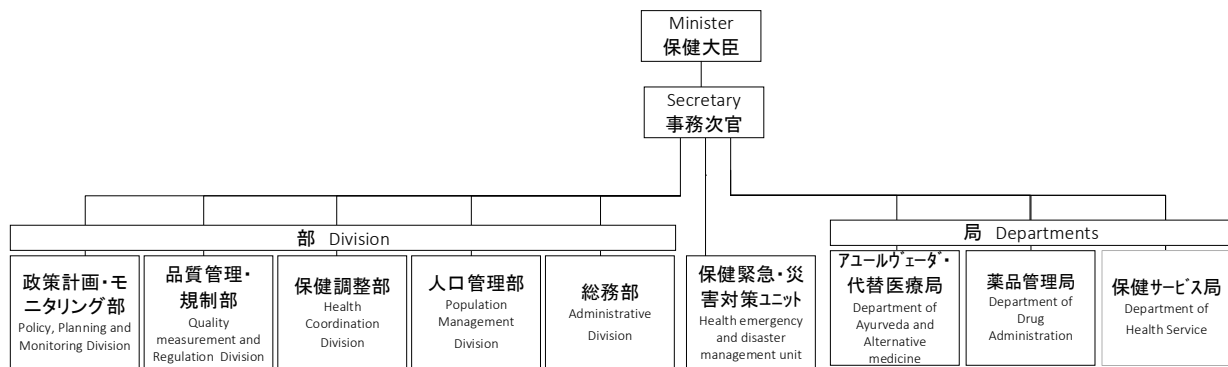 Minister
保健大臣
Secretary
事務次官
部 Division
局 Departments
政策計画・モ
ニタリング部
Policy, Planning and
Monitoring Division
品質管理・
規制部
Quality
measurement and
Regulation Division
保健調整部
Health
Coordination
Division
人口管理部
Population
Management
Division
総務部
Administrative
Division
保健緊急・災
害対策ユニット
Health emergency
and disaster
management unit
アユールヴェーダ・
代替医療局
Department of
Ayurveda and
Alternative
medicine
薬品管理局
Department of
Drug
Administration
保健サービス局
Department of
Health Service